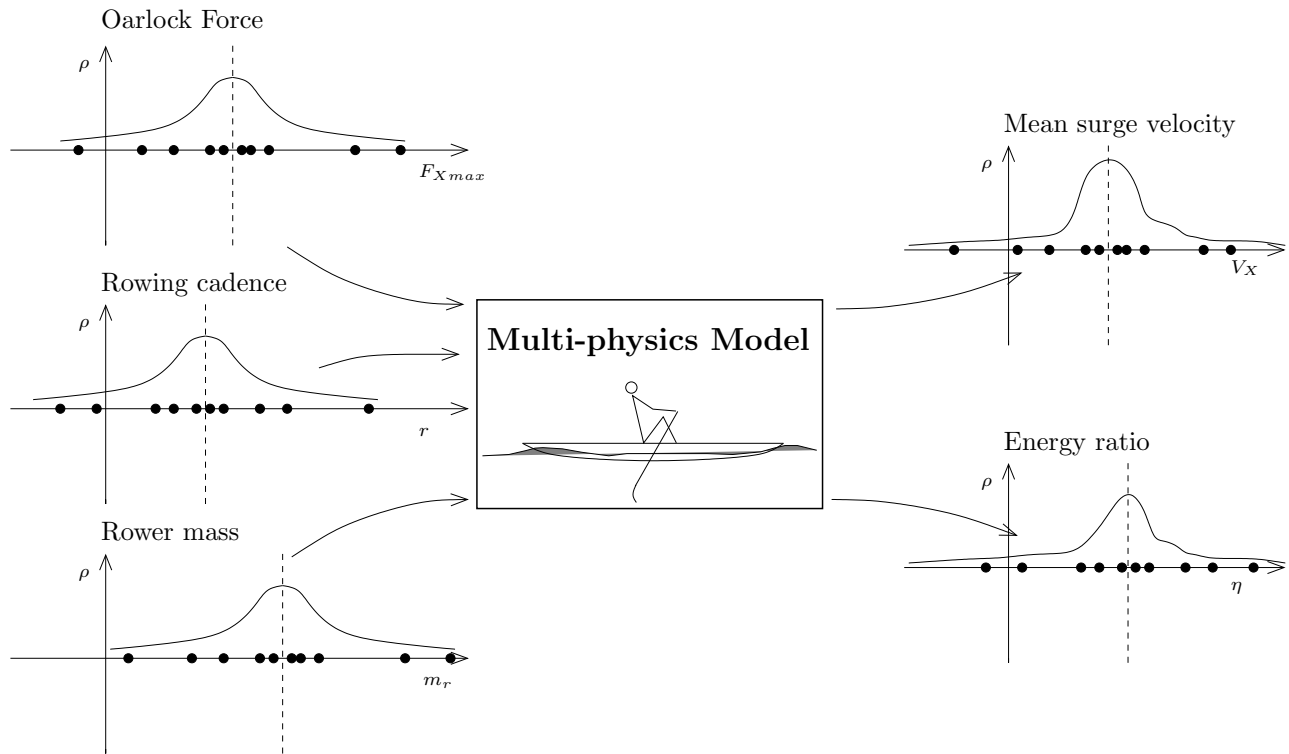 Oarlock Force
ρ
F_{Xmax}
Rowing cadence
ρ
r
Rower mass
ρ
m_r
Multi-physics Model
Mean surge velocity
ρ
V_X
Energy ratio
ρ
η